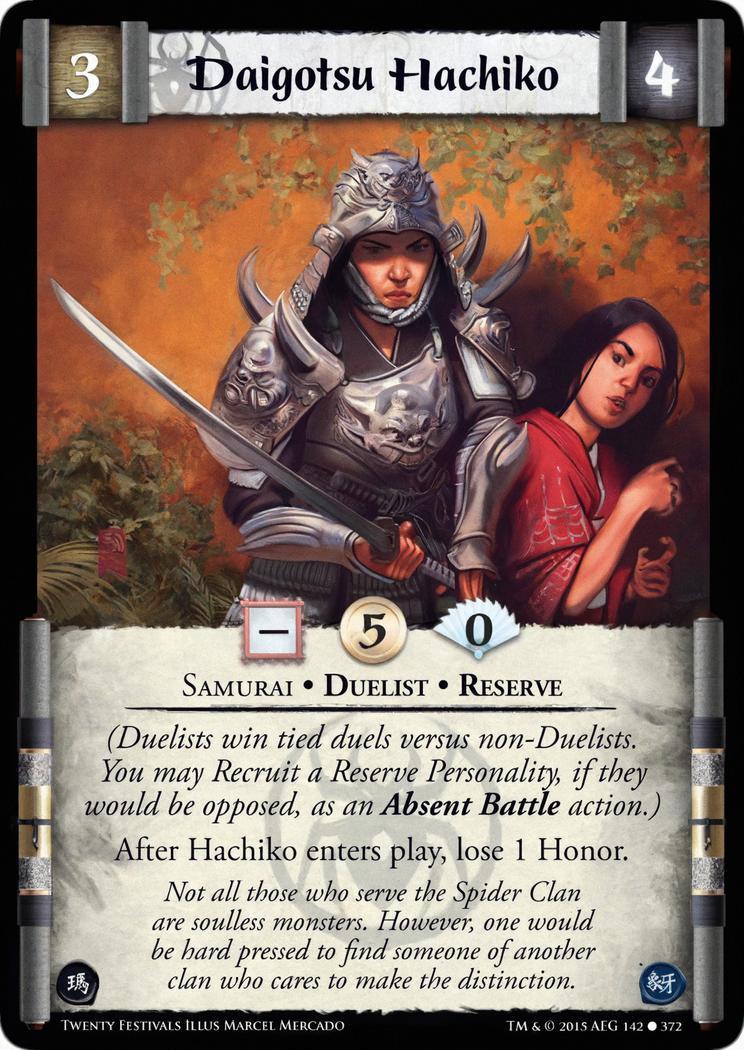 3
Daigotsu Hachiko
4
–
5
0
Samurai • Duelist • Reserve
(Duelists win tied duels versus non-Duelists.
You may Recruit a Reserve Personality, if they
would be opposed, as an Absent Battle action.)
After Hachiko enters play, lose 1 Honor.
Not all those who serve the Spider Clan
are soulless monsters. However, one would
be hard pressed to find someone of another
clan who cares to make the distinction.
瑪
象牙
Twenty Festivals Illus Marcel Mercado
TM & © 2015 AEG 142 ● 372